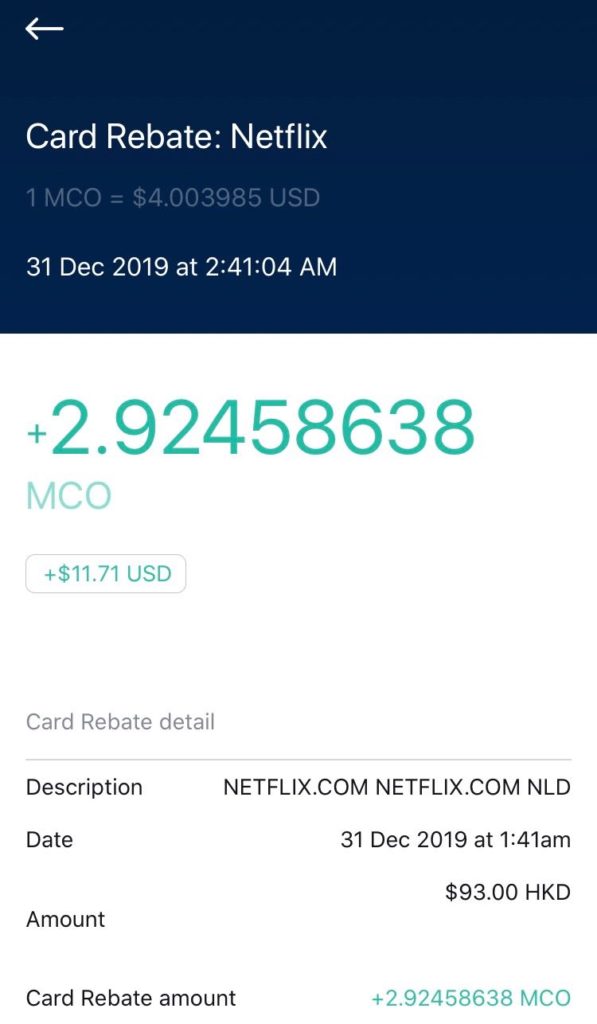 Card Rebate: Netflix
1 MCO = $4.003985 USD
31 Dec 2019 at 2:41:04 AM
+2.92458638
MCO
+$11.71 USD
Card Rebate detail
Description NETFLIX.COM NETFLIX.COM NLD
Date 31 Dec 2019 at 1:41am
$93.00 HKD
Amount
Card Rebate amount +2.92458638 MCO